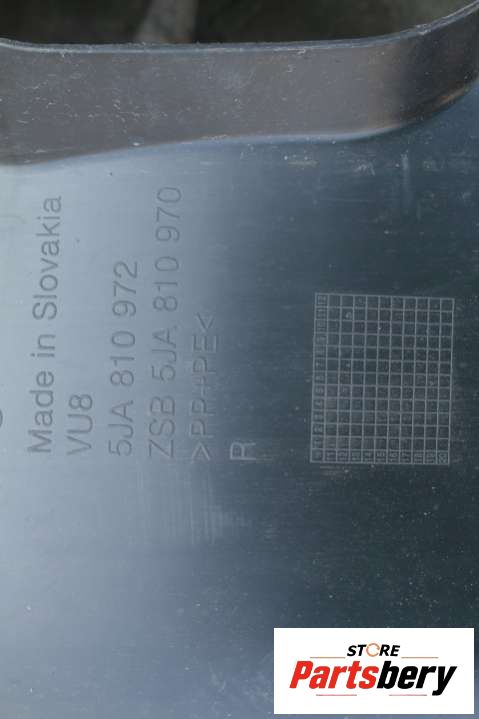 Made in Slovakia
VU8
5JA 810 972
ZSB 5JA 810 970
>PP+PE<
R
STORE
Partsbery